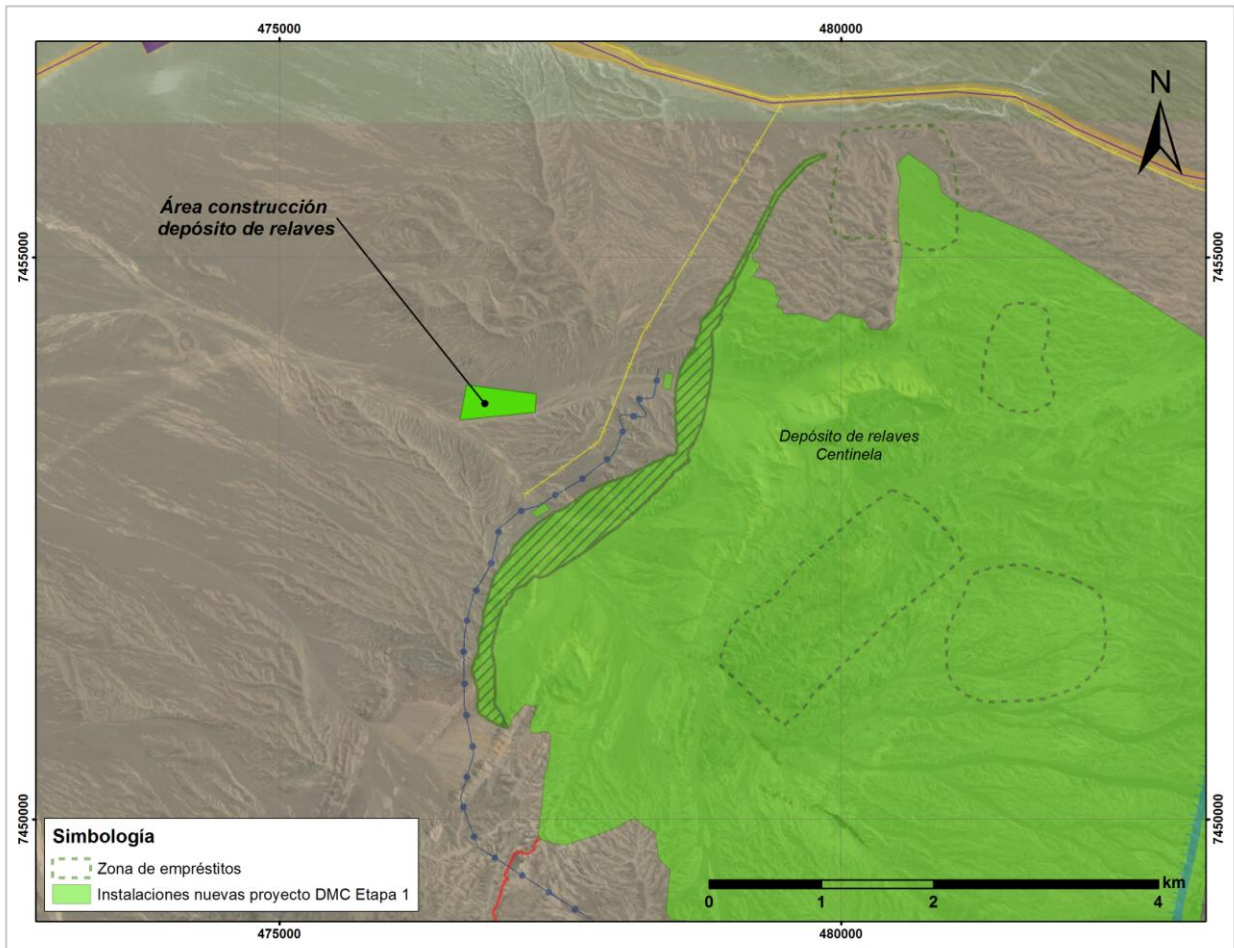 475000
480000
N
Área construcción
depósito de relaves
7455000
7455000
Depósito de relaves
Centinela
7450000
7450000
Simbología
Zona de empréstitos
Instalaciones nuevas proyecto DMC Etapa 1
km
0
1
2
4
475000
480000